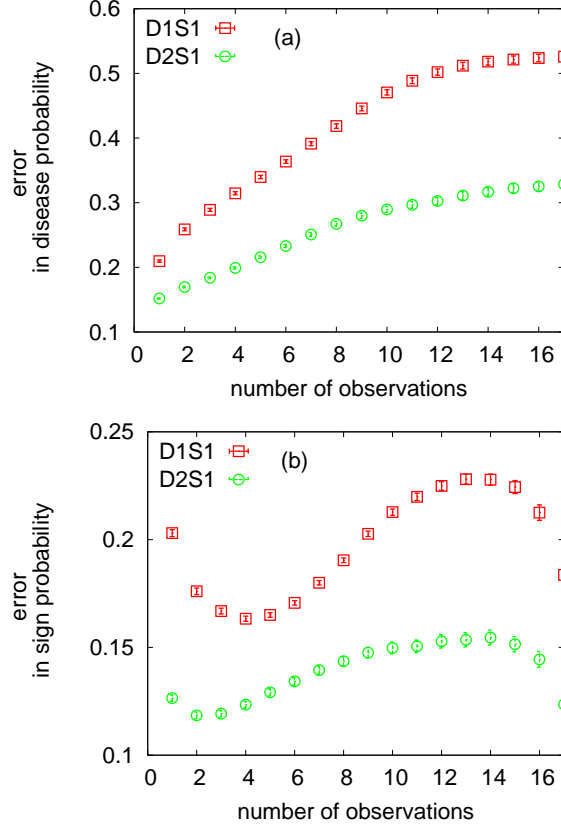 0.6
D1S1
(a)
D2S1
0.5
0.4
0.3
0.2
0.1
error
in disease probability
0 2 4 6 8 10 12 14 16
number of observations
0.25
D1S1
(b)
D2S1
0.2
0.15
0.1
error
in sign probability
0 2 4 6 8 10 12 14 16
number of observations